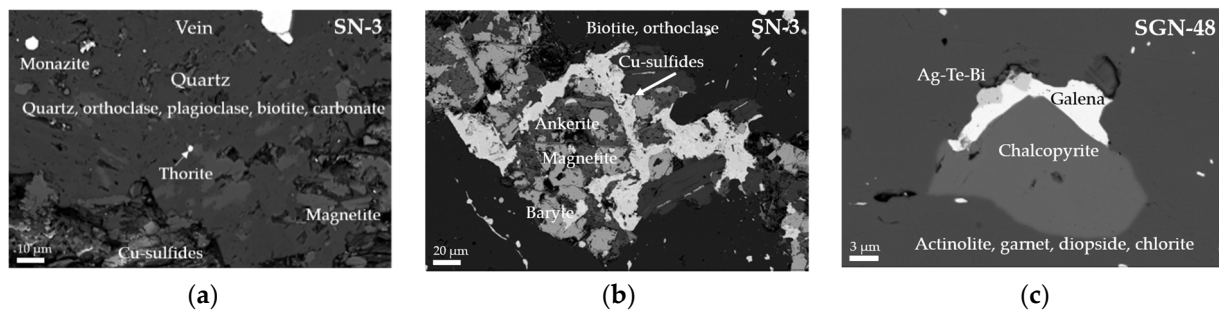 Vein
SN-3
Monazite
Quartz
Quartz, orthoclase, plagioclase, biotite, carbonate
Thorite
Magnetite
Cu-sulfides
10 µm
(a)
Biotite, orthoclase
SN-3
Cu-sulfides
Ankerite
Magnetite
Baryte
20 µm
(b)
SGN-48
Ag-Te-Bi
Galena
Chalcopyrite
Actinolite, garnet, diopside, chlorite
3 µm
(c)